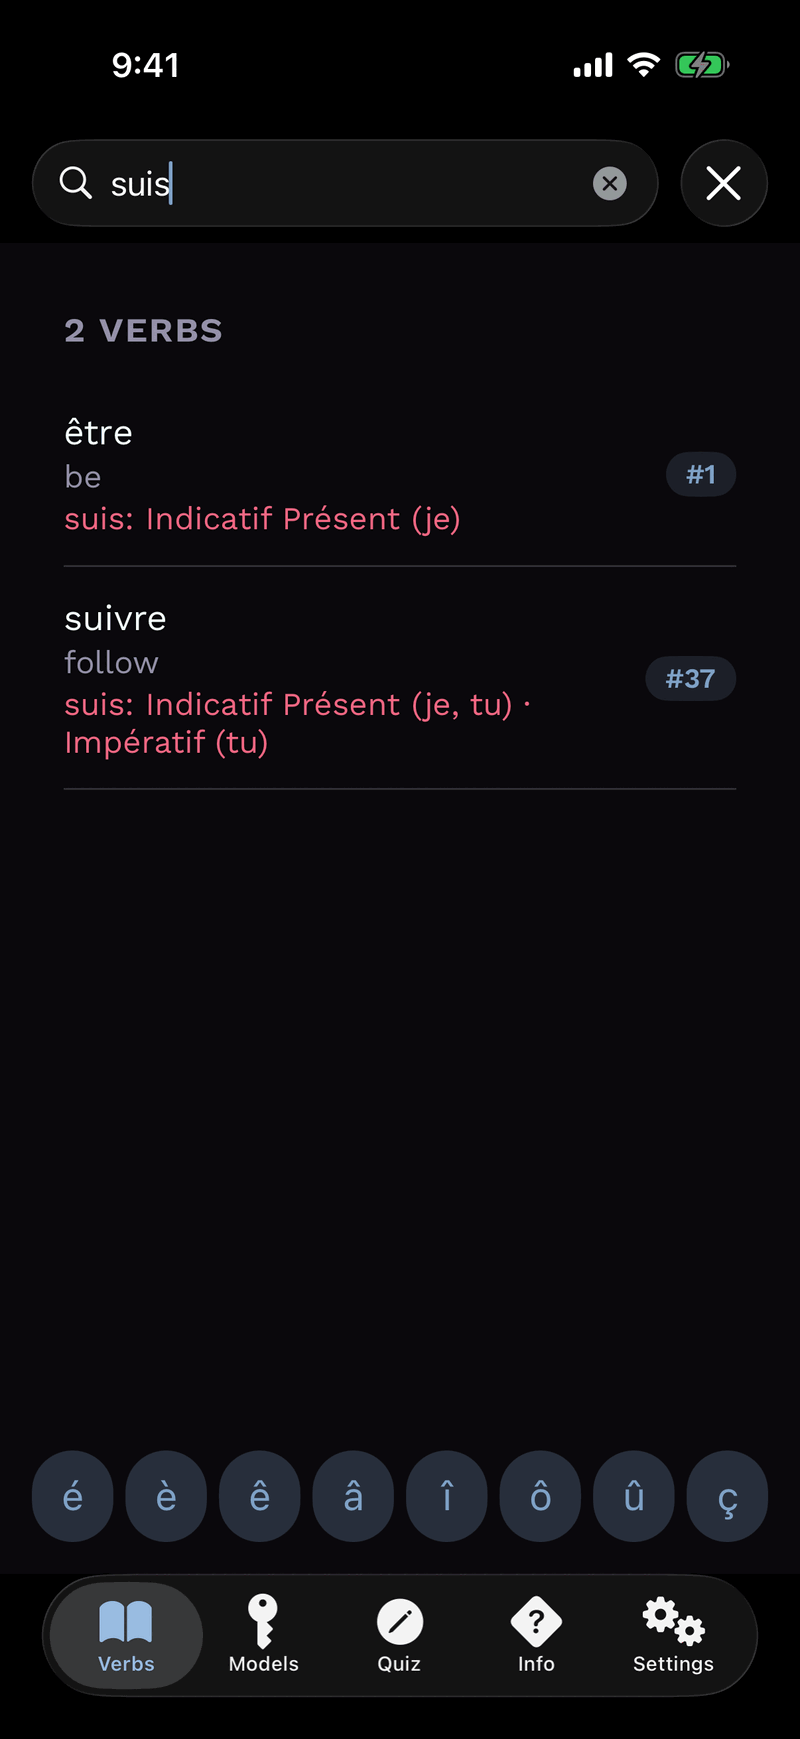 9:41
suis
2 VERBS
être
be
#1
suis: Indicatif Présent (je)
suivre
follow
#37
suis: Indicatif Présent (je, tu) ·
Impératif (tu)
é è ê â î ô û ç
Verbs Models Quiz Info Settings